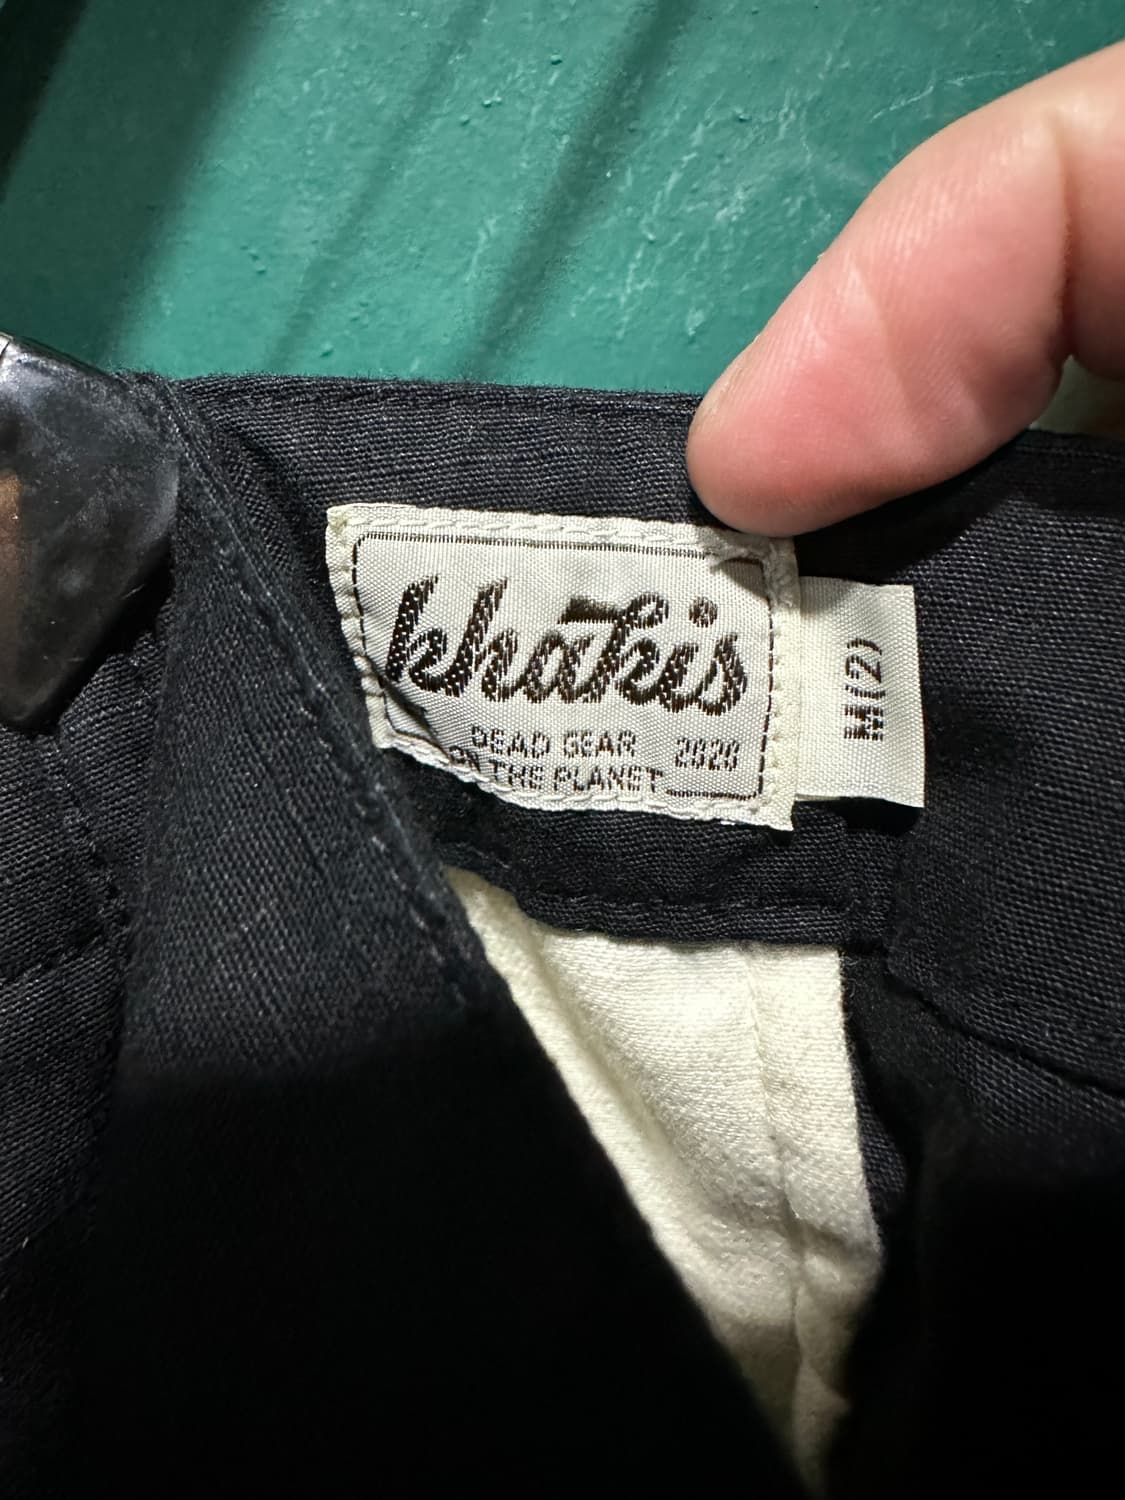 khakis
DEAD GEAR 2020
ON THE PLANET
M(2)